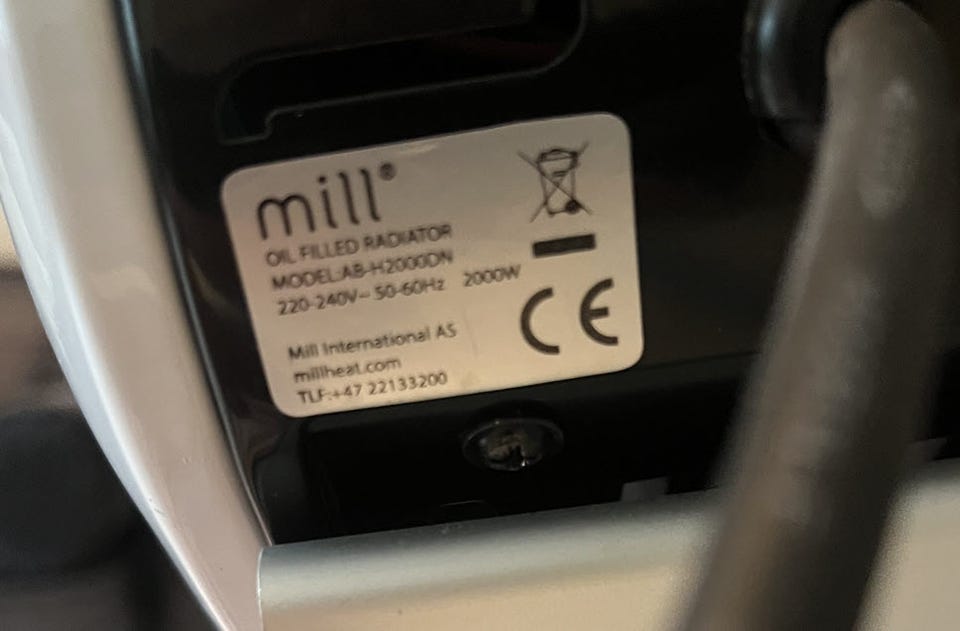 mill®
OIL FILLED RADIATOR
MODEL:AB-H2000DN
220-240V~ 50-60Hz 2000W
Mill International AS
millheat.com
TLF:+47 22133200
CE